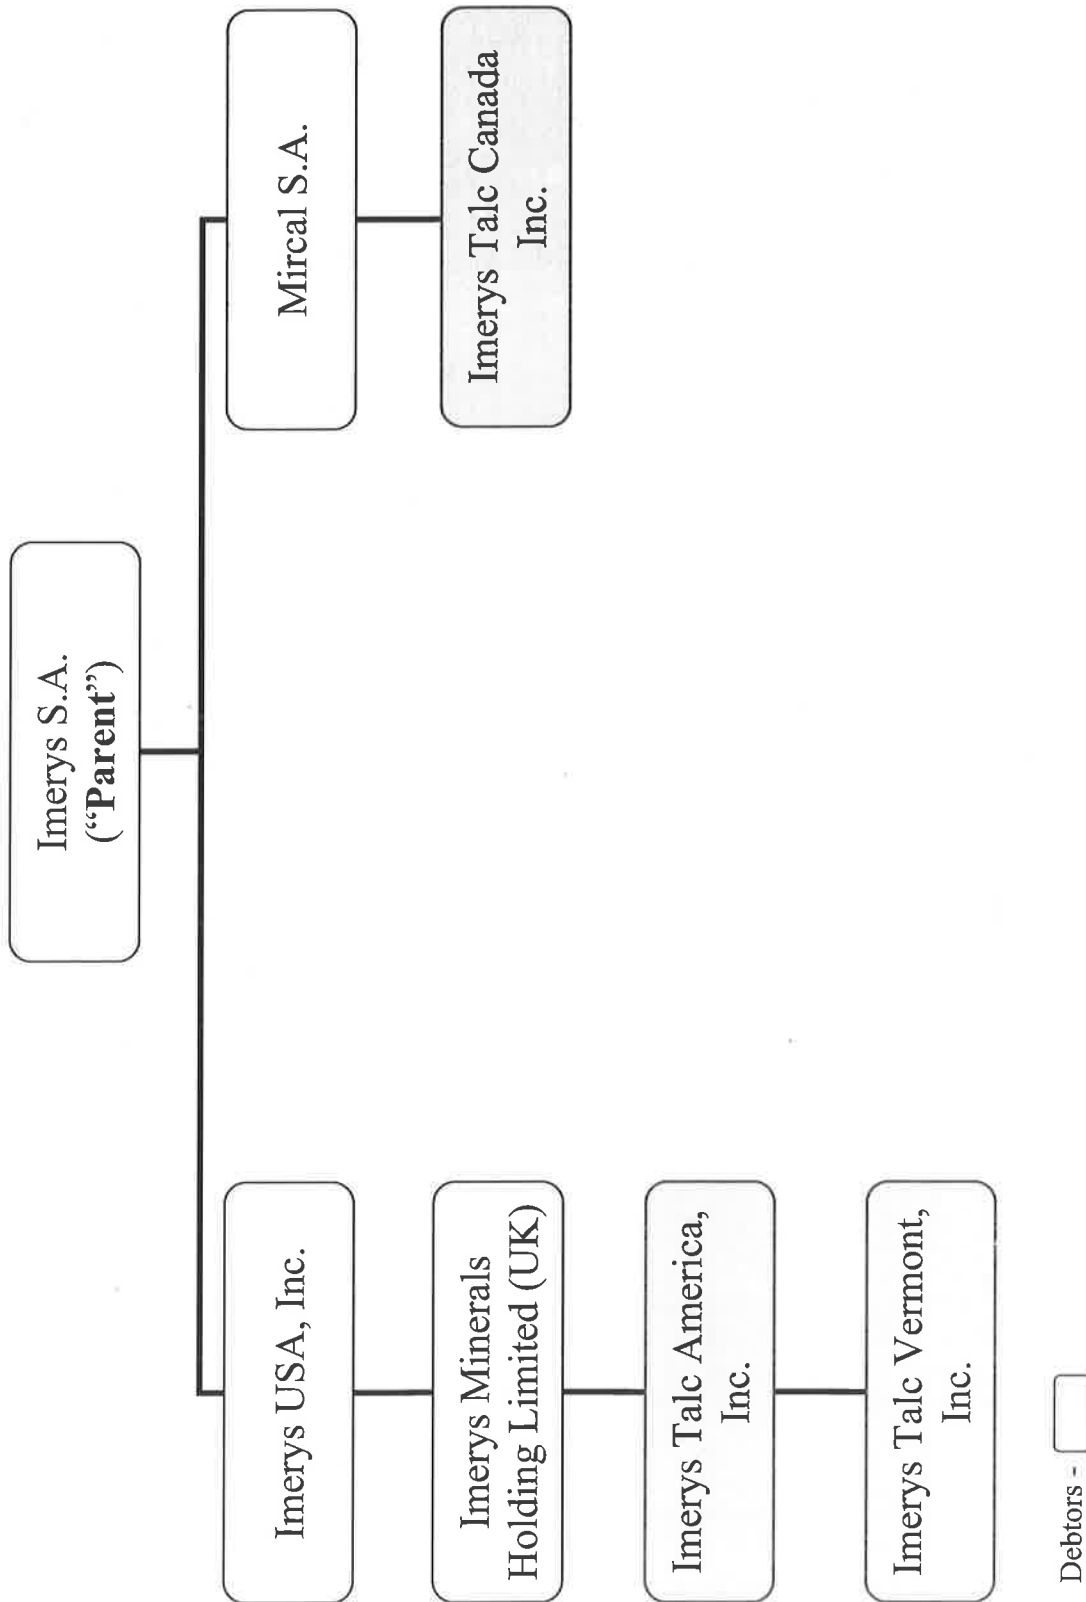 Imerys S.A.
(“Parent”)
Imerys USA, Inc.
Mircal S.A.
Imerys Minerals
Holding Limited (UK)
Imerys Talc Canada
Inc.
Imerys Talc America,
Inc.
Imerys Talc Vermont,
Inc.
Debtors -